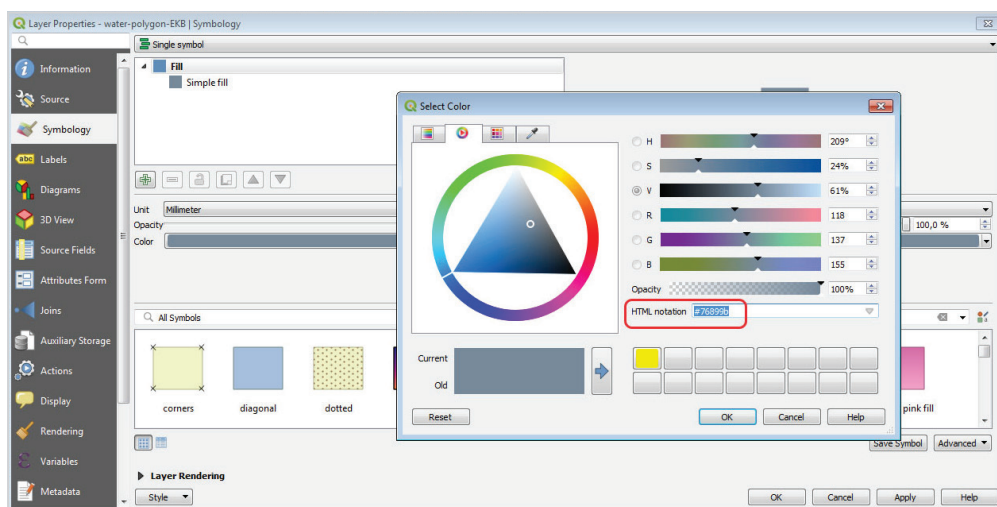 Layer Properties - water-polygon-EKB | Symbology
Information
Source
Symbology
abc Labels
Diagrams
3D View
Source Fields
Attributes Form
Joins
Auxiliary Storage
Actions
Display
Rendering
Variables
Metadata
Single symbol
Fill
Simple fill
Unit Millimeter
Opacity 100,0 %
Color
All Symbols
corners diagonal dotted pink fill
Save Symbol Advanced
Layer Rendering
Style OK Cancel Apply Help
Select Color
H 209°
S 24%
V 61%
R 118
G 137
B 155
Opacity 100%
HTML notation #76899b
Current
Old
Reset OK Cancel Help